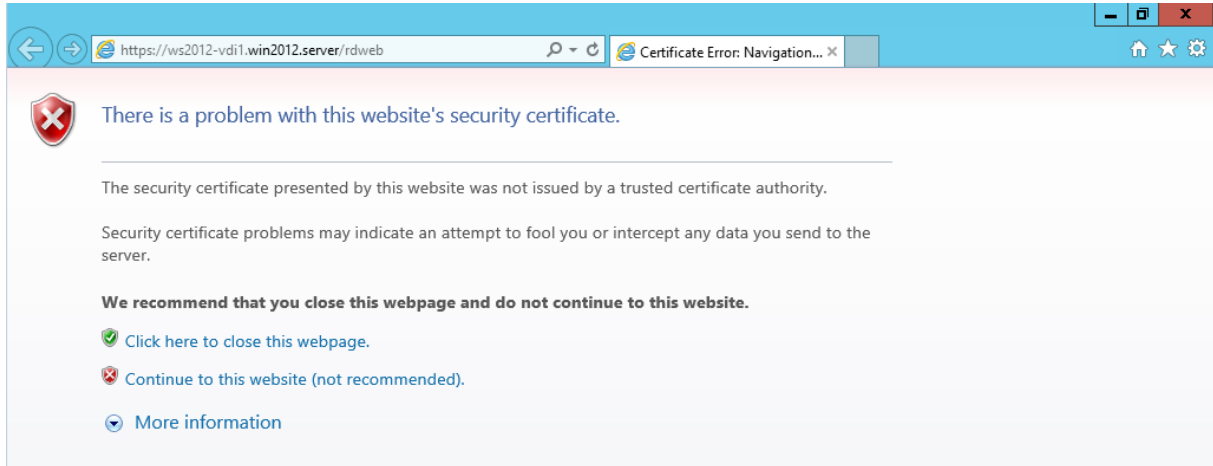 https://ws2012-vdi1.win2012.server/rdweb
Certificate Error: Navigation...
There is a problem with this website's security certificate.
The security certificate presented by this website was not issued by a trusted certificate authority.
Security certificate problems may indicate an attempt to fool you or intercept any data you send to the
server.
We recommend that you close this webpage and do not continue to this website.
Click here to close this webpage.
Continue to this website (not recommended).
More information